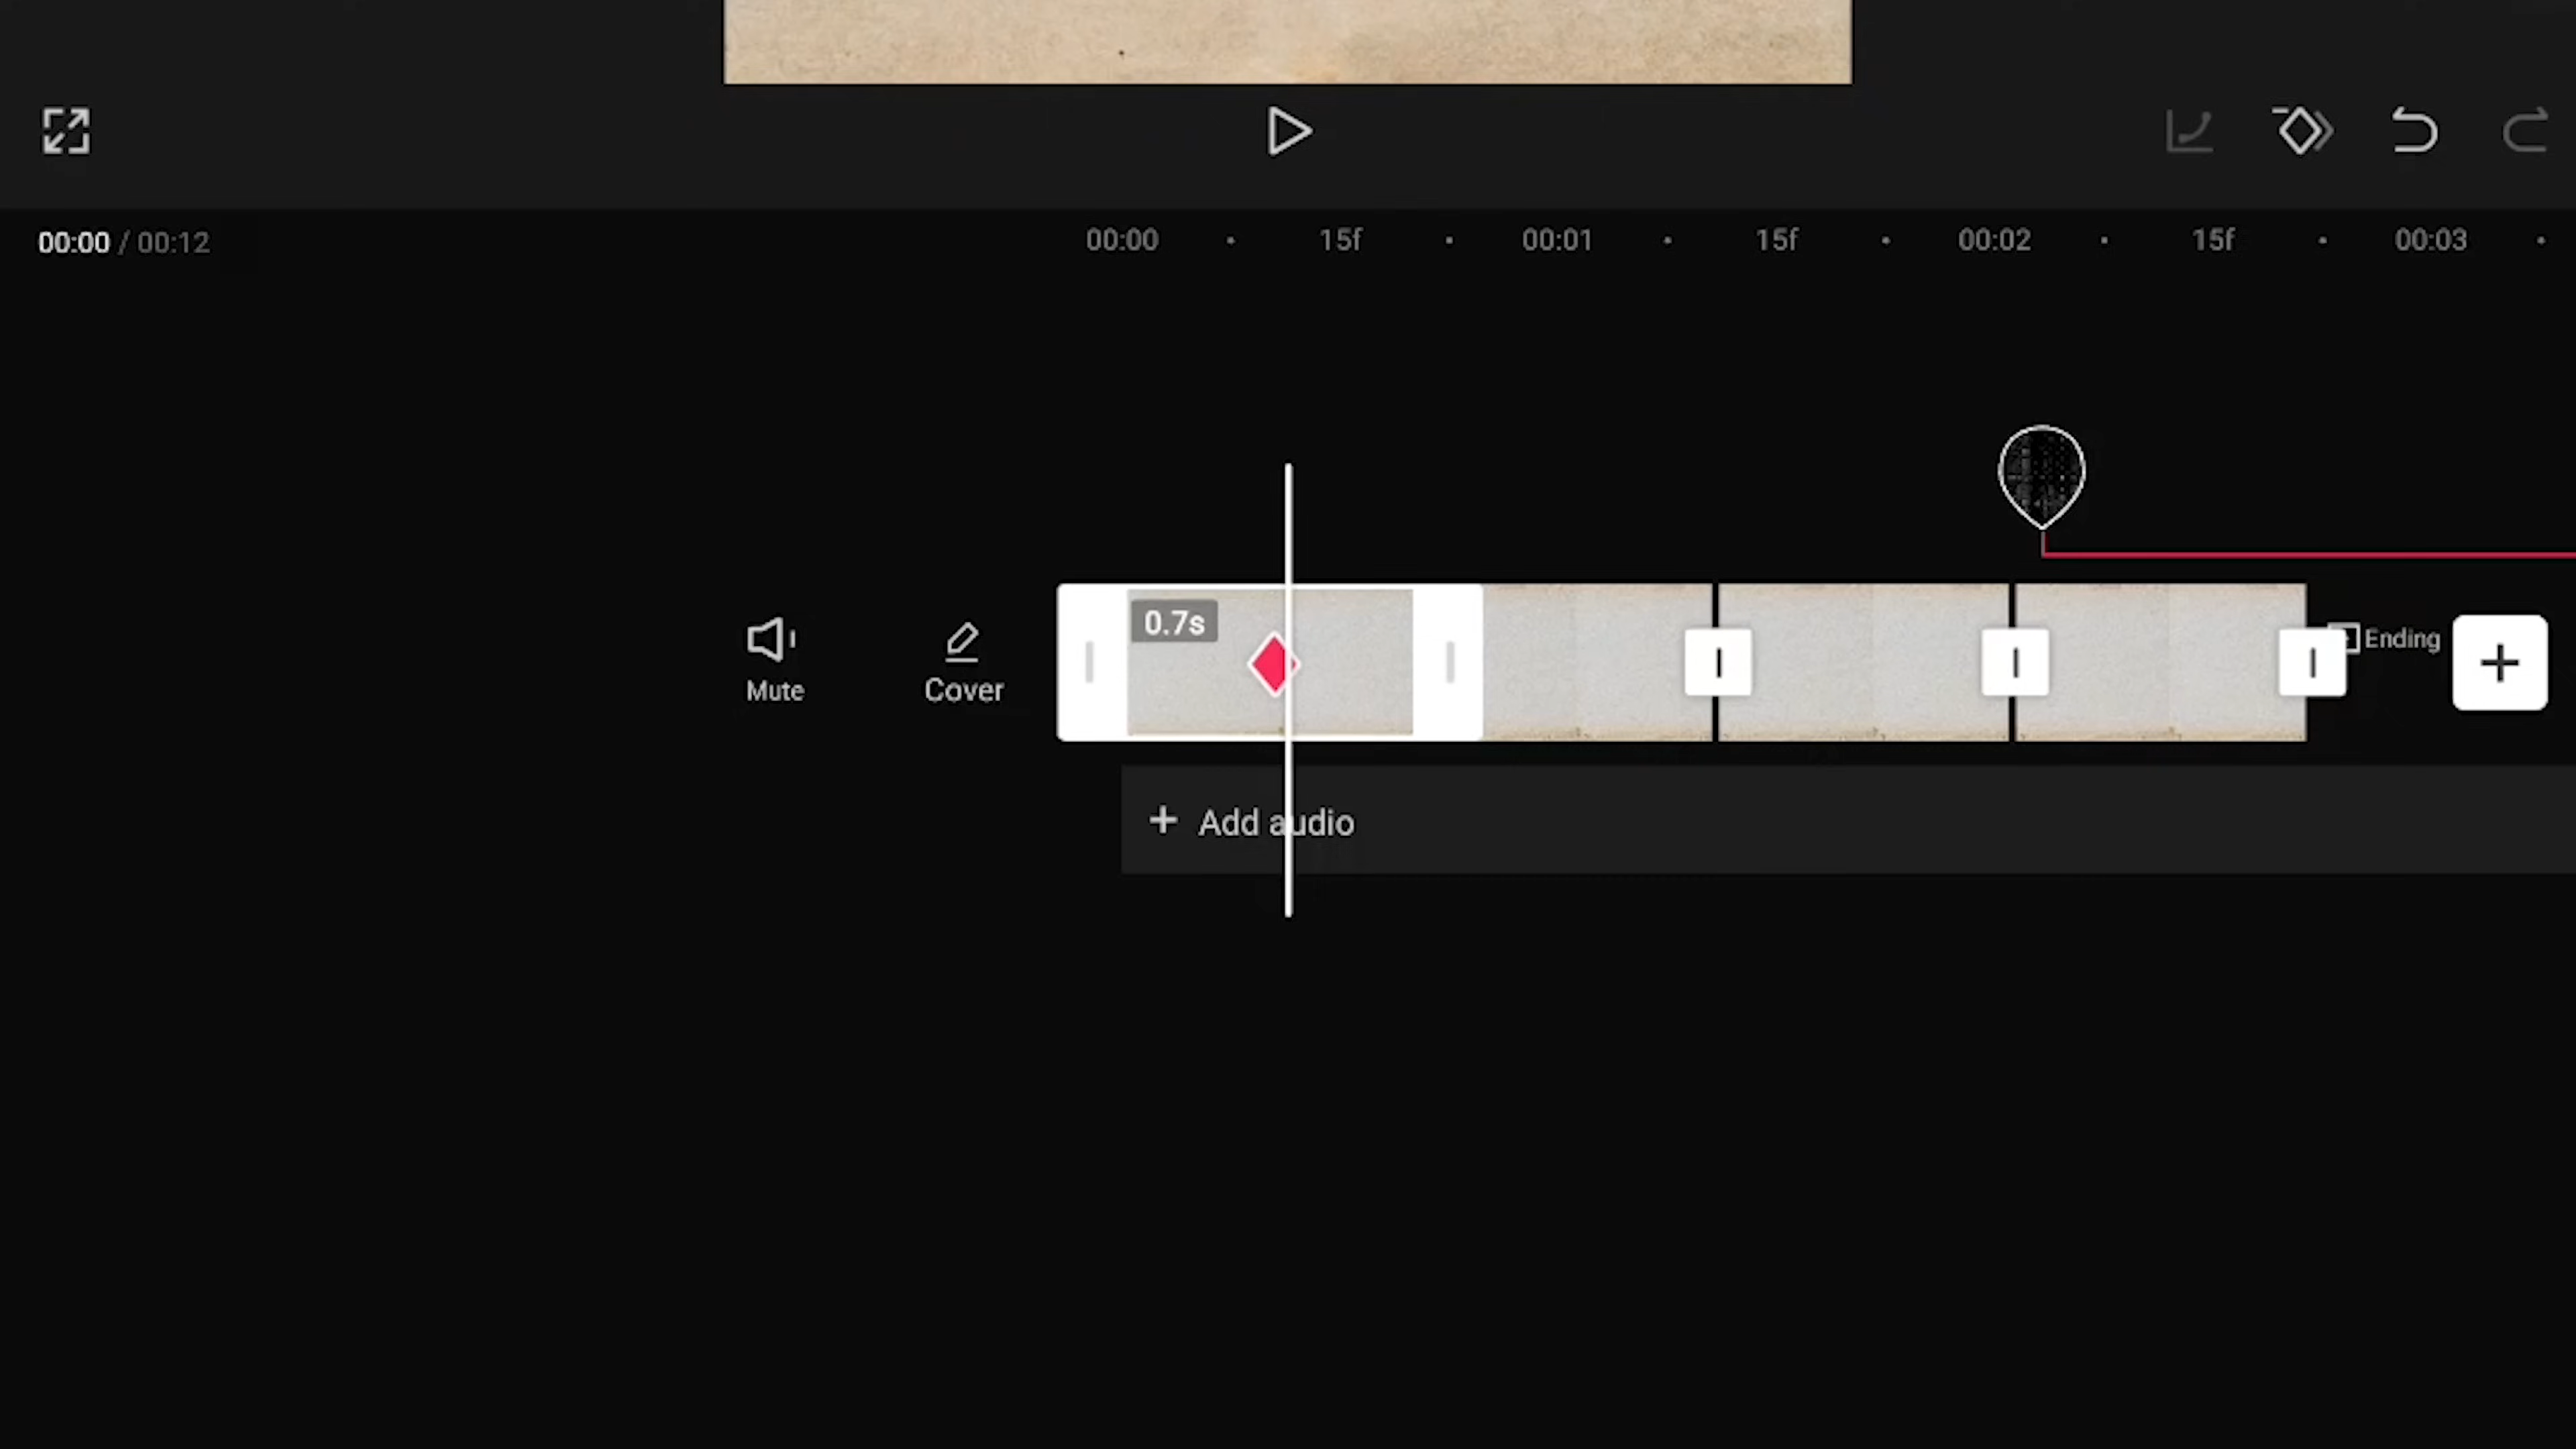 00:00 / 00:12
00:00 15f 00:01 15f 00:02 15f 00:03
0.7s
Mute
Cover
Ending
+ Add audio